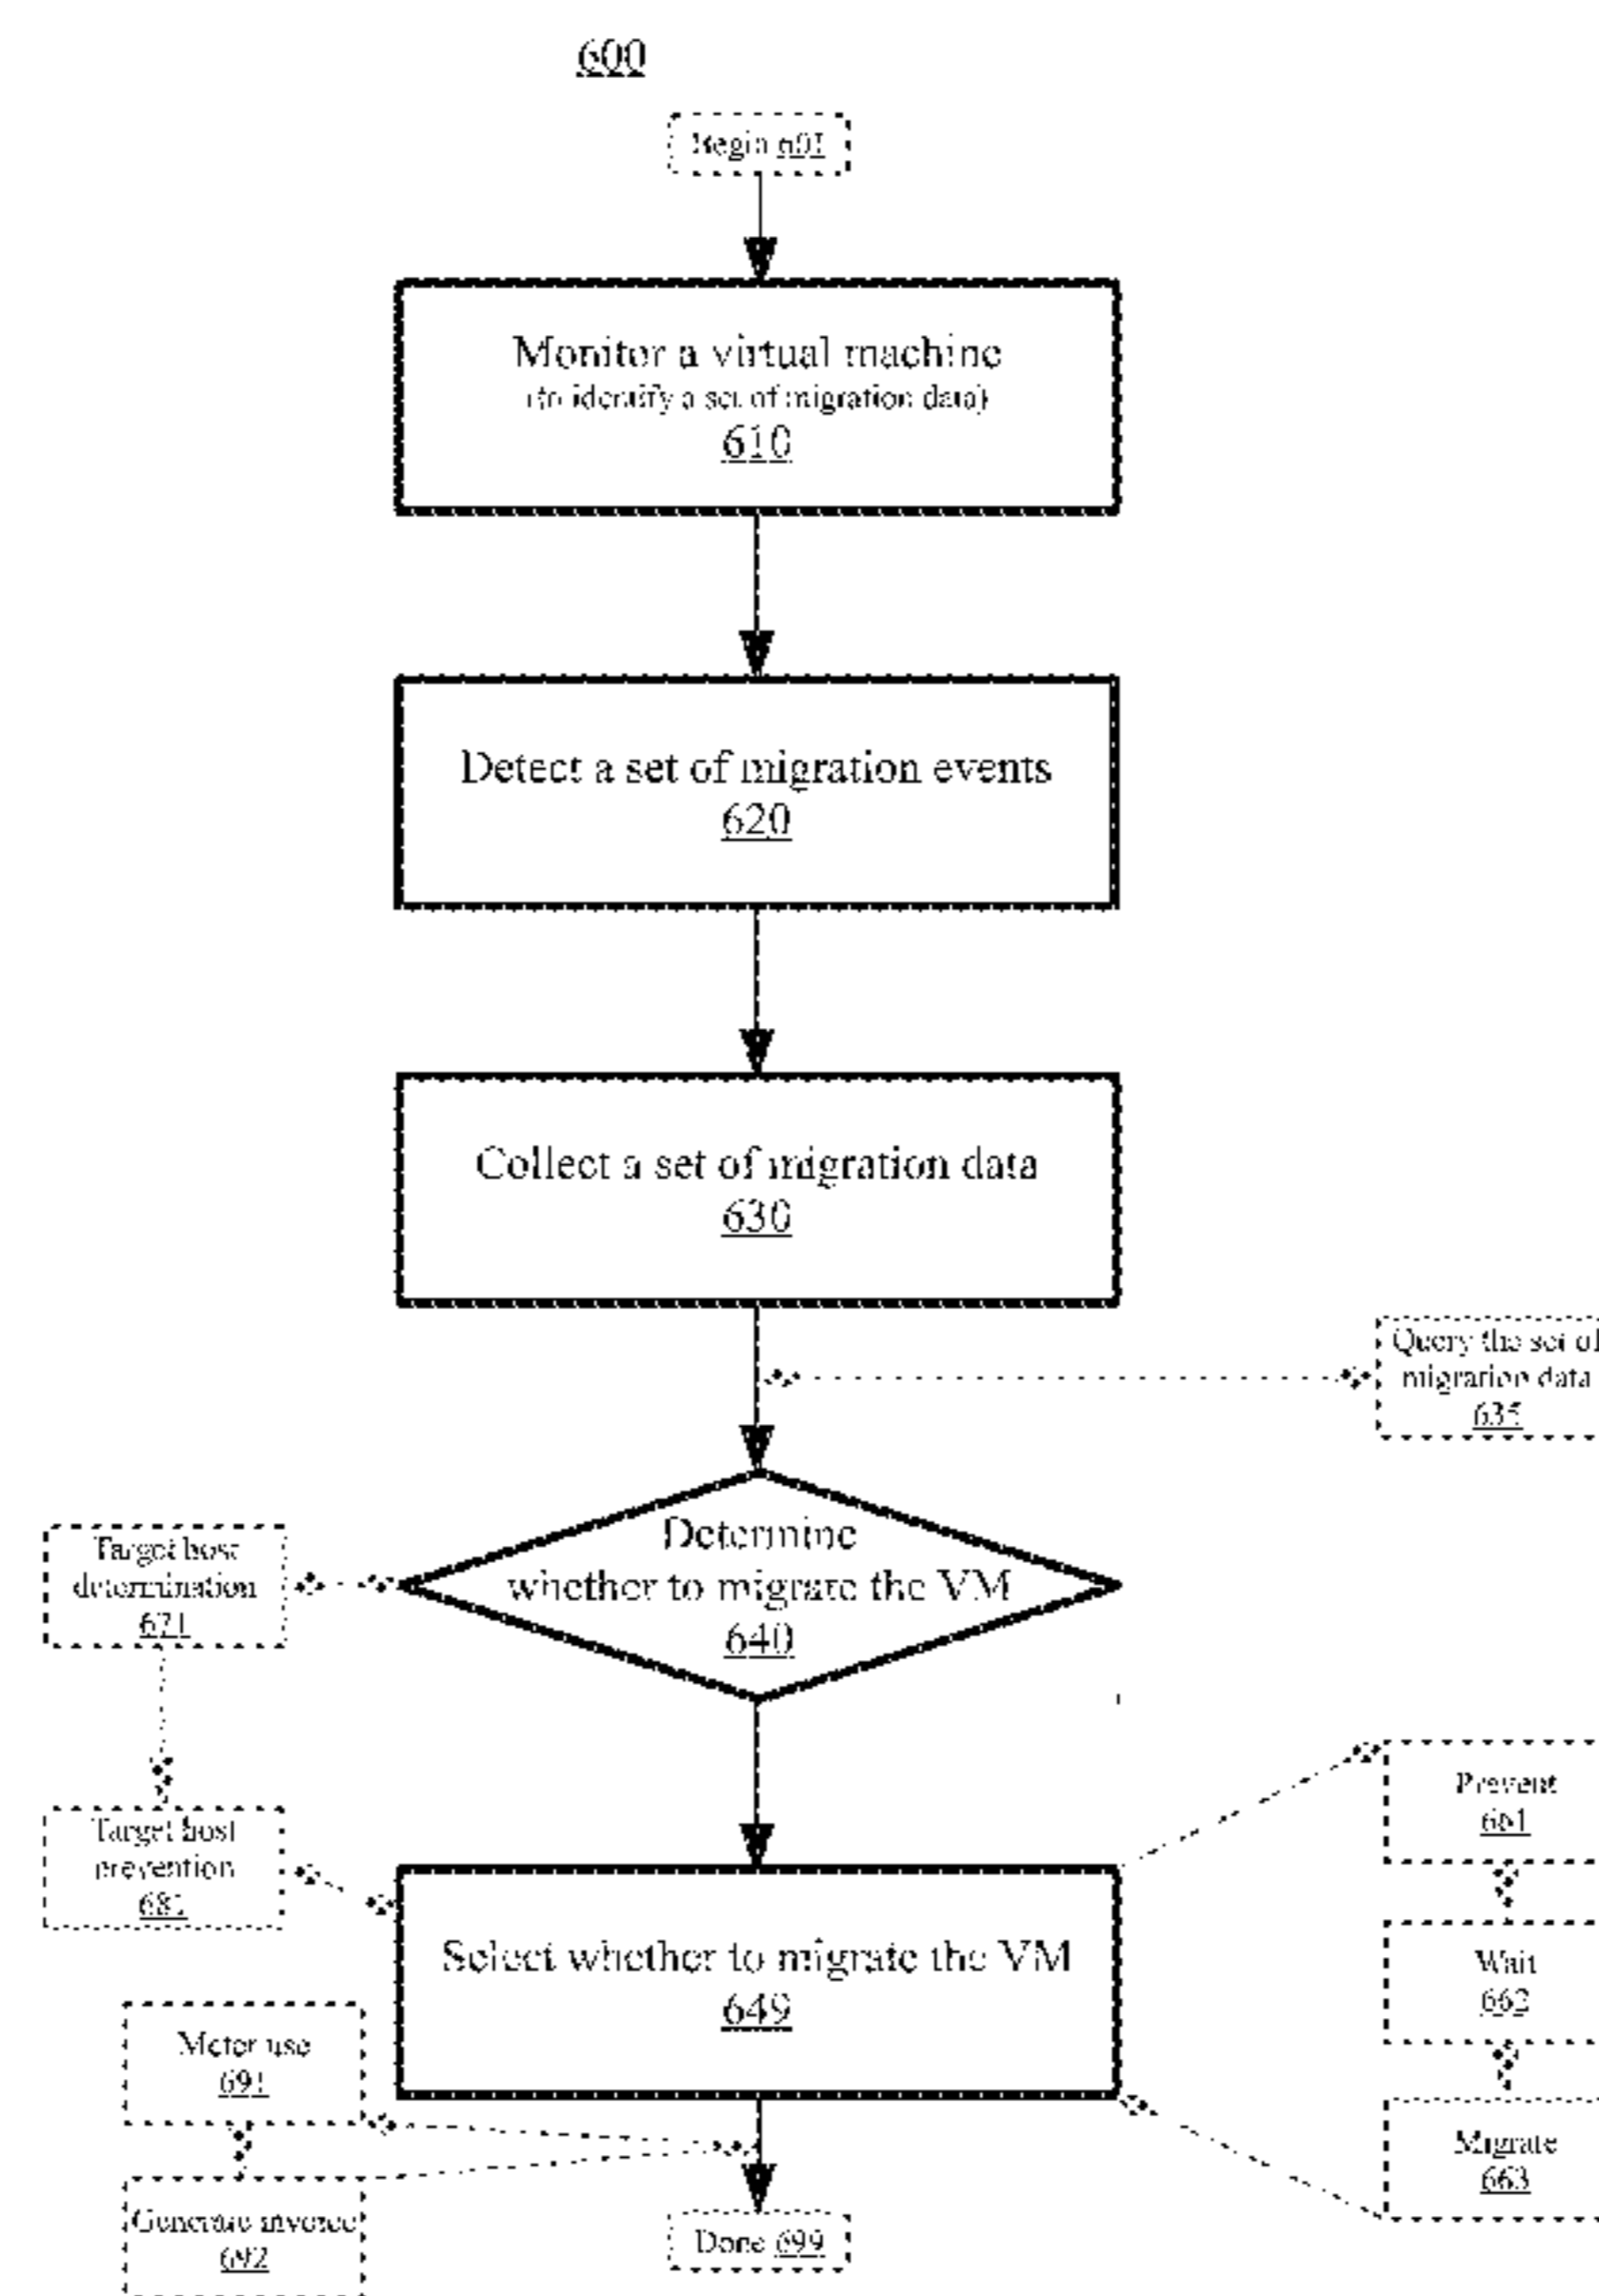 600
Begin 601
Monitor a virtual machine
(to identify a set of migration data)
610
Detect a set of migration events
620
Collect a set of migration data
630
Query the set of
migration data
635
Determine
whether to migrate the VM
640
Target host
determination
671
Target host
prevention
681
Prevent
661
Wait
662
Migrate
663
Select whether to migrate the VM
649
Meter use
691
Generate invoice
692
Done 699